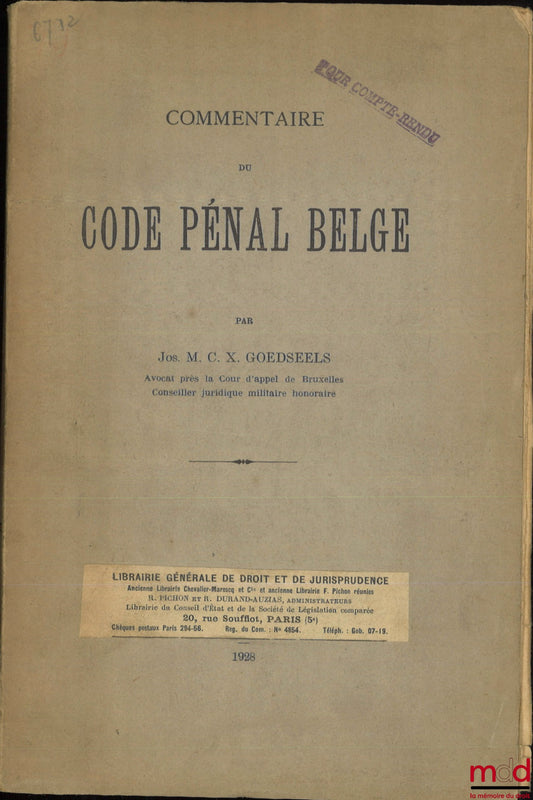 6732
POUR COMPTE-RENDU
COMMENTAIRE
DU
CODE PÉNAL BELGE
PAR
Jos. M. C. X. GOEDSEELS
Avocat près la Cour d'appel de Bruxelles
Conseiller juridique militaire honoraire
LIBRAIRIE GÉNÉRALE DE DROIT ET DE JURISPRUDENCE
Ancienne Librairie Chevalier-Marescq et Cie et ancienne Librairie F. Pichon réunies
R. PICHON ET R. DURAND-AUZIAS, ADMINISTRATEURS
Librairie du Conseil d'État et de la Société de Législation comparée
20, rue Soufflot, PARIS (5e)
Chèques postaux Paris 294-66. Reg. du Com. : No 4864. Téléph. : Gob. 07-19.
1928
mdd
la mémoire du droit